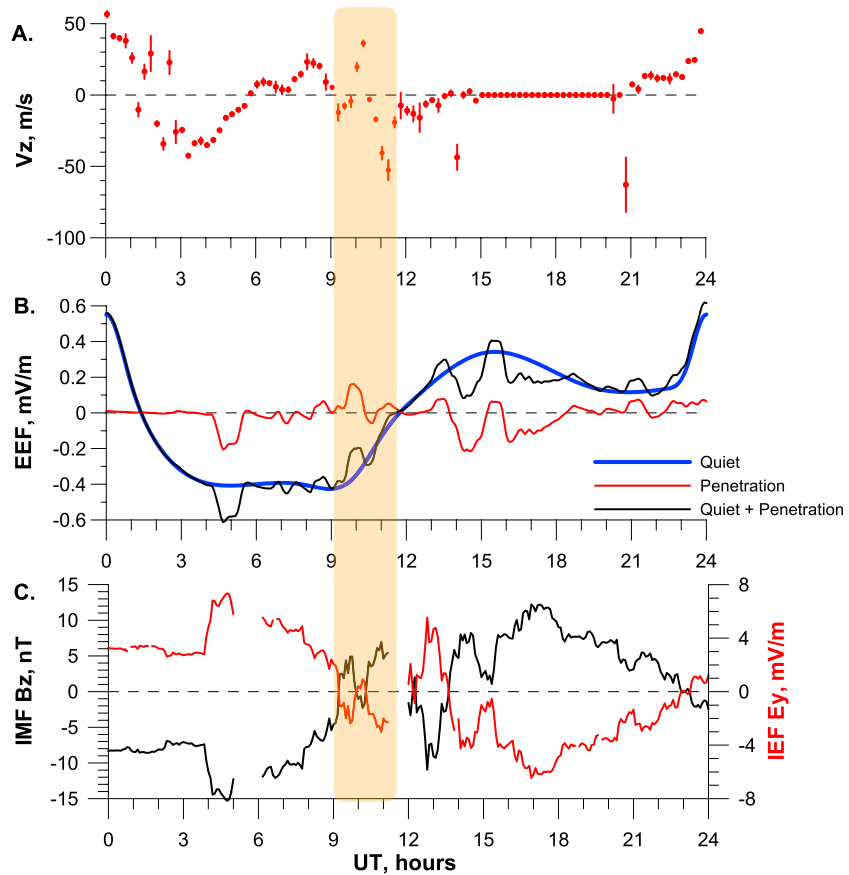 A.
Vz, m/s
50
0
-50
-100
0 3 6 9 12 15 18 21 24
B.
EEF, mV/m
0.6
0.4
0.2
0
-0.2
-0.4
-0.6
Quiet
Penetration
Quiet + Penetration
0 3 6 9 12 15 18 21 24
C.
IMF Bz, nT
15
10
5
0
-5
-10
-15
8
4
0
-4
-8
IEF Ey, mV/m
0 3 6 9 12 15 18 21 24
UT, hours